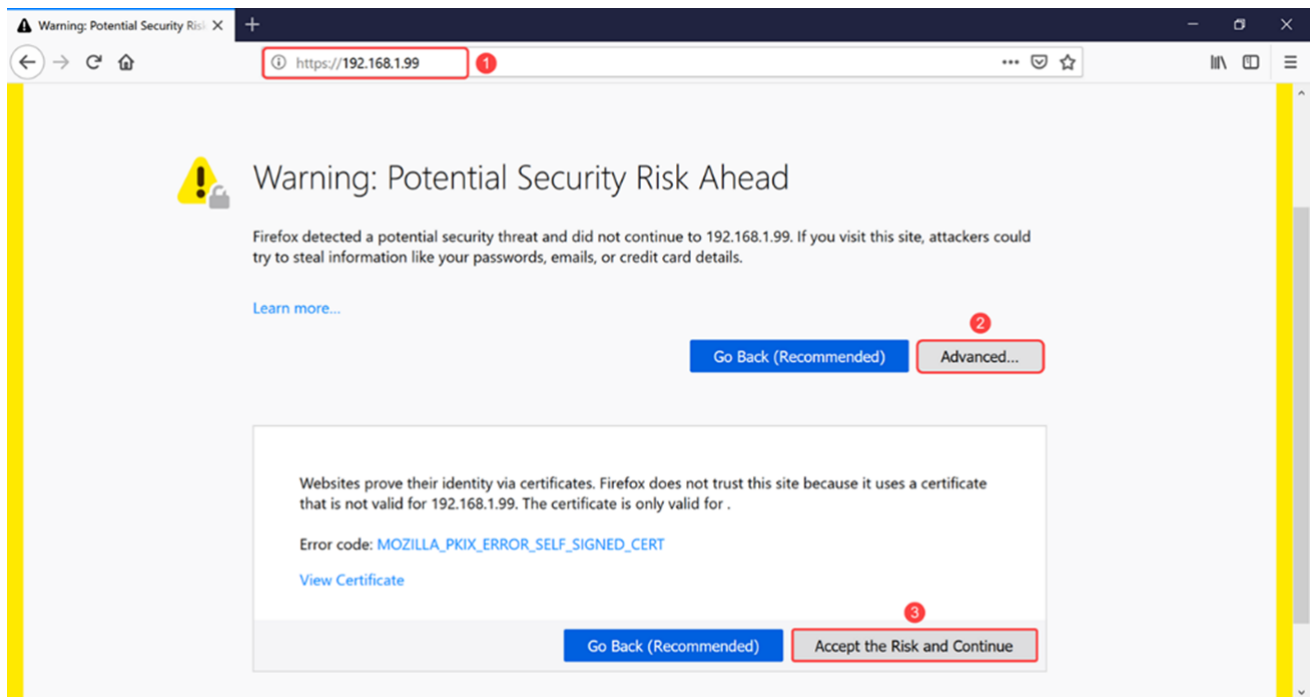 Warning: Potential Security Ris
https://192.168.1.99
1
Warning: Potential Security Risk Ahead
Firefox detected a potential security threat and did not continue to 192.168.1.99. If you visit this site, attackers could
try to steal information like your passwords, emails, or credit card details.
Learn more...
2
Go Back (Recommended)
Advanced...
Websites prove their identity via certificates. Firefox does not trust this site because it uses a certificate
that is not valid for 192.168.1.99. The certificate is only valid for .
Error code: MOZILLA_PKIX_ERROR_SELF_SIGNED_CERT
View Certificate
3
Go Back (Recommended)
Accept the Risk and Continue